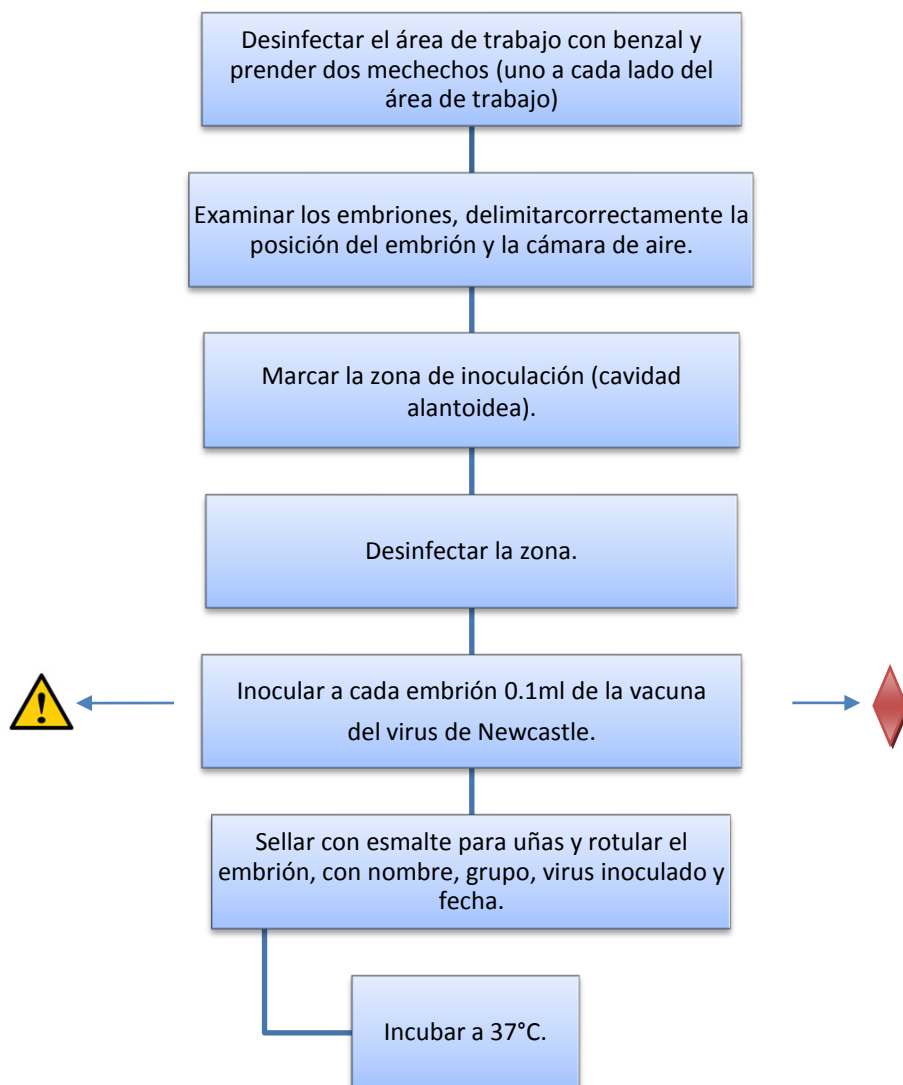 Desinfectar el área de trabajo con benzal y
prender dos mechechos (uno a cada lado del
área de trabajo)
Examinar los embriones, delimitarcorrectamente la
posición del embrión y la cámara de aire.
Marcar la zona de inoculación (cavidad
alantoidea).
Desinfectar la zona.
Inocular a cada embrión 0.1ml de la vacuna
del virus de Newcastle.
Sellar con esmalte para uñas y rotular el
embrión, con nombre, grupo, virus inoculado y
fecha.
Incubar a 37°C.